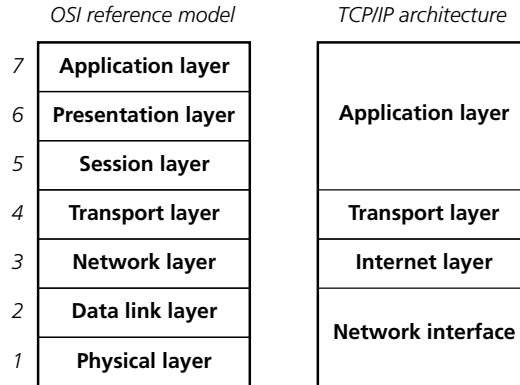 OSI reference model
TCP/IP architecture
7 Application layer
6 Presentation layer
5 Session layer
4 Transport layer
3 Network layer
2 Data link layer
1 Physical layer
Application layer
Transport layer
Internet layer
Network interface